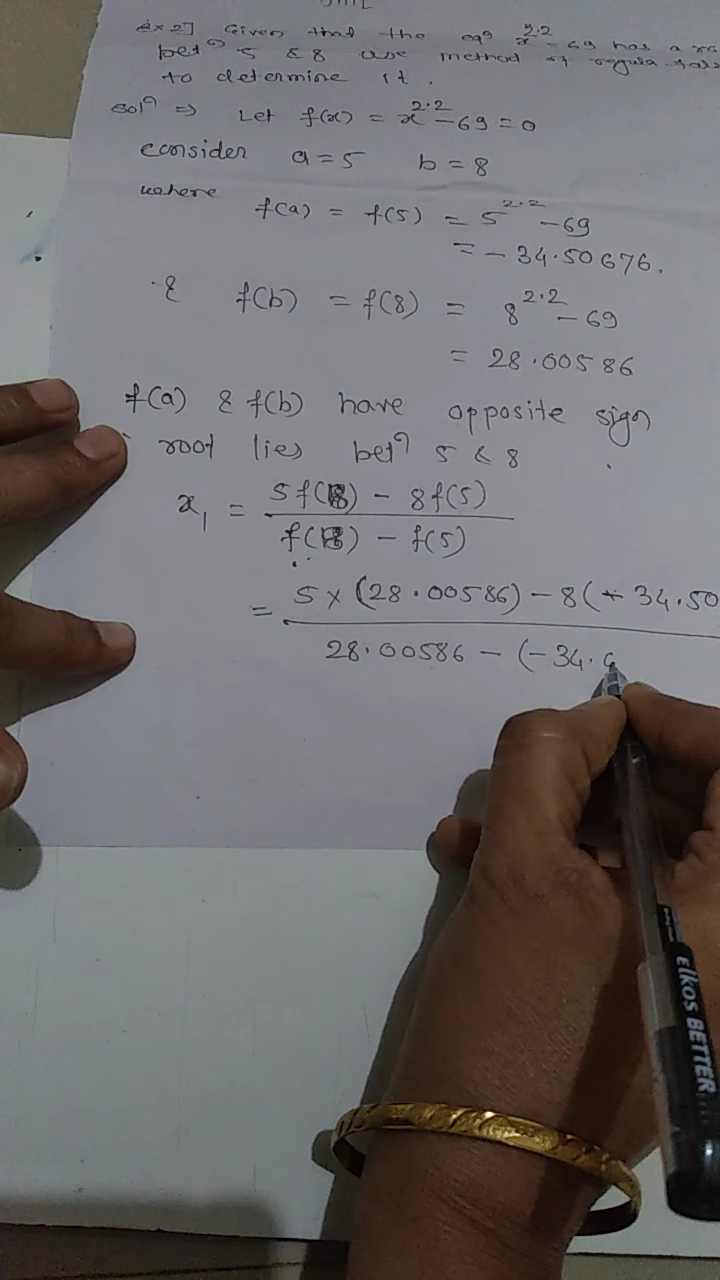 Ex 2] Given that the eqn x^2.2 = 69 has a
betn 5 & 8 use method of regula
to determine it.
soln => Let f(x) = x^2.2 - 69 = 0
consider a = 5 b = 8
where f(a) = f(5) = 5^2.2 - 69
= - 34.50676.
& f(b) = f(8) = 8^2.2 - 69
= 28.00586
f(a) & f(b) have opposite sign
root lies betn 5 & 8.
x1 = 5f(8) - 8f(5) / f(8) - f(5)
= 5 x (28.00586) - 8(- 34.50 / 28.00586 - (-34.
Elkos BETTER